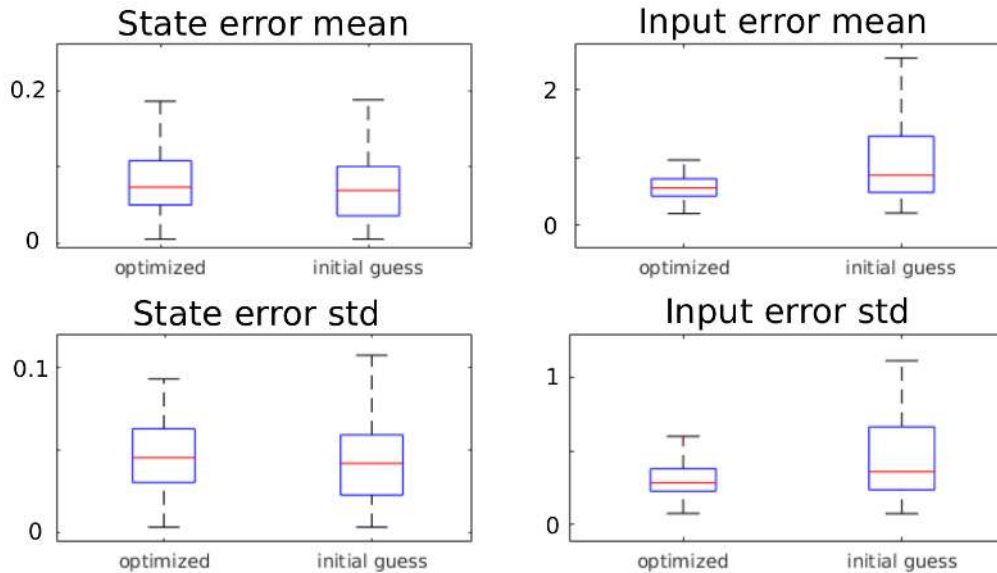 State error mean
0.2
0
optimized initial guess
Input error mean
2
0
optimized initial guess
State error std
0.1
0
optimized initial guess
Input error std
1
0
optimized initial guess